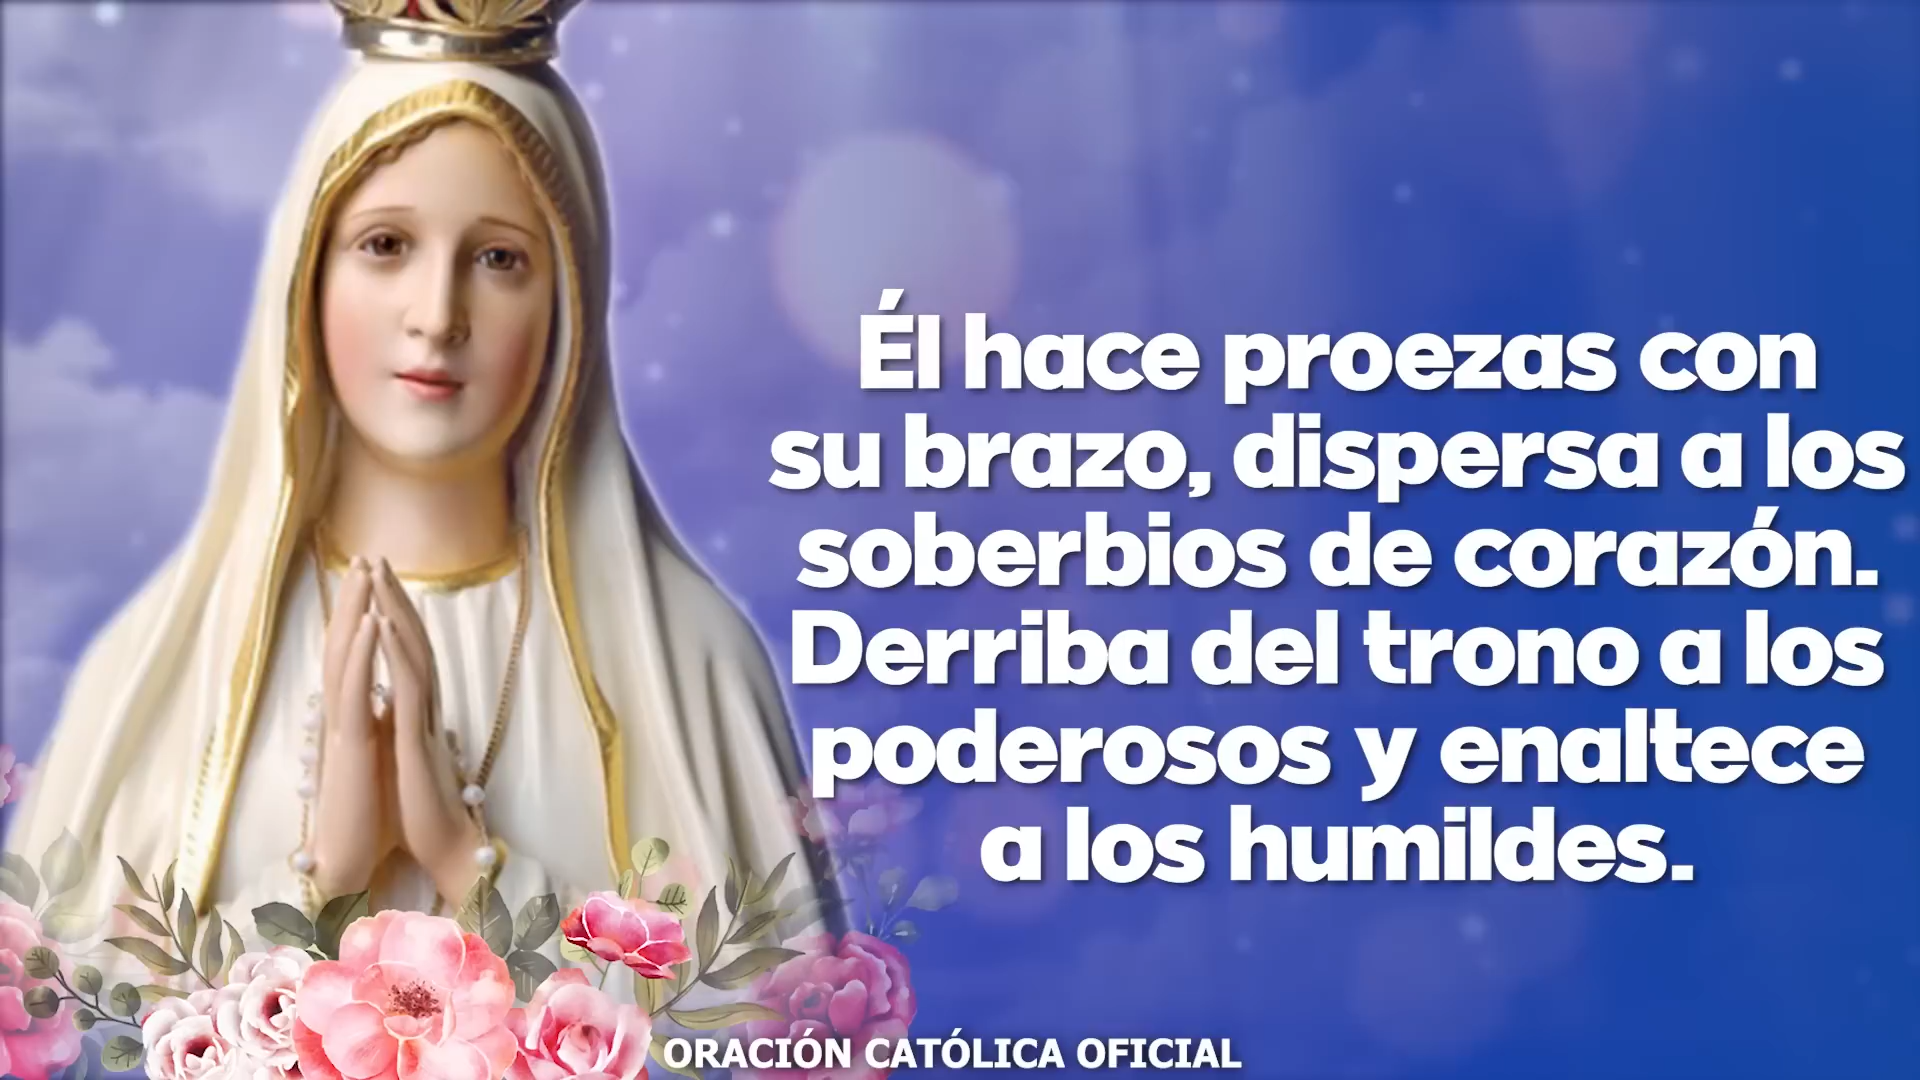 Él hace proezas con
su brazo, dispersa a los
soberbios de corazón.
Derriba del trono a los
poderosos y enaltece
a los humildes.
ORACIÓN CATÓLICA OFICIAL